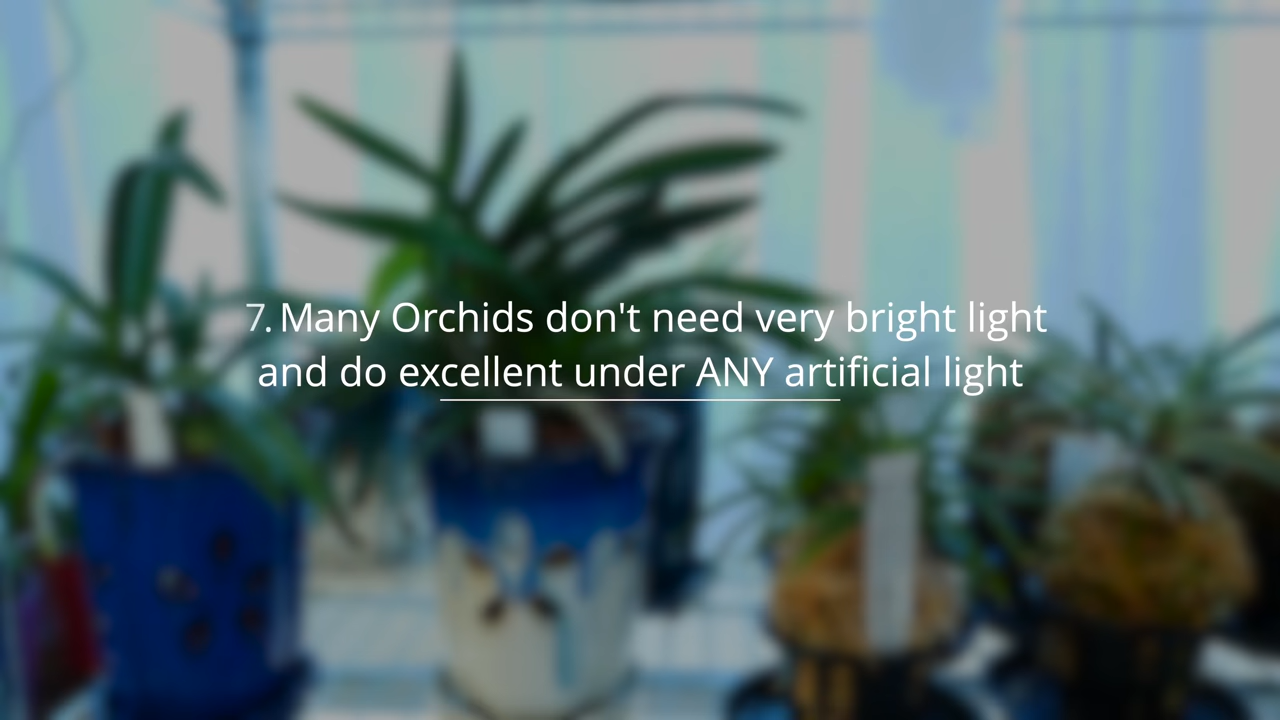 7. Many Orchids don't need very bright light
and do excellent under ANY artificial light